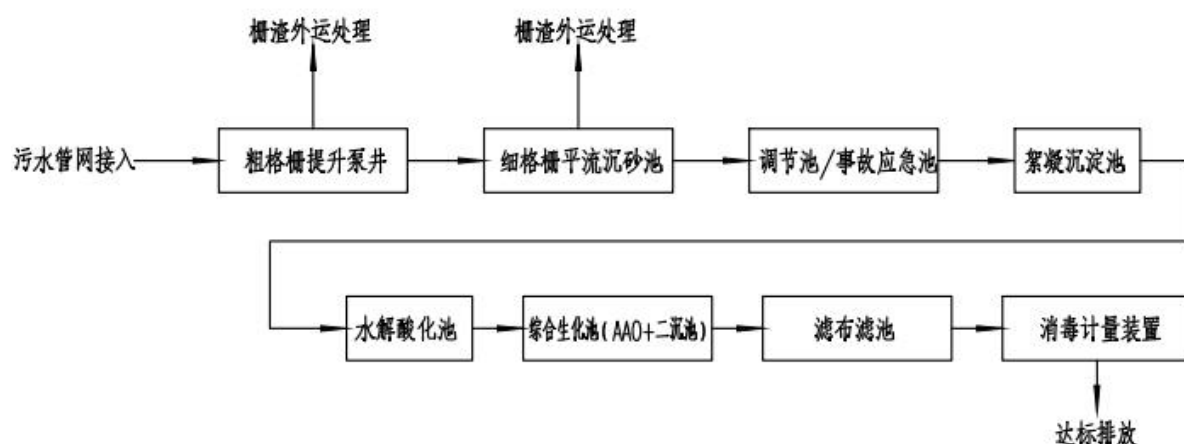 栅渣外运处理
栅渣外运处理
污水管网接入
粗格栅提升泵井
细格栅平流沉砂池
调节池/事故应急池
絮凝沉淀池
水解酸化池
综合生化池(AAO+二沉池)
滤布滤池
消毒计量装置
达标排放